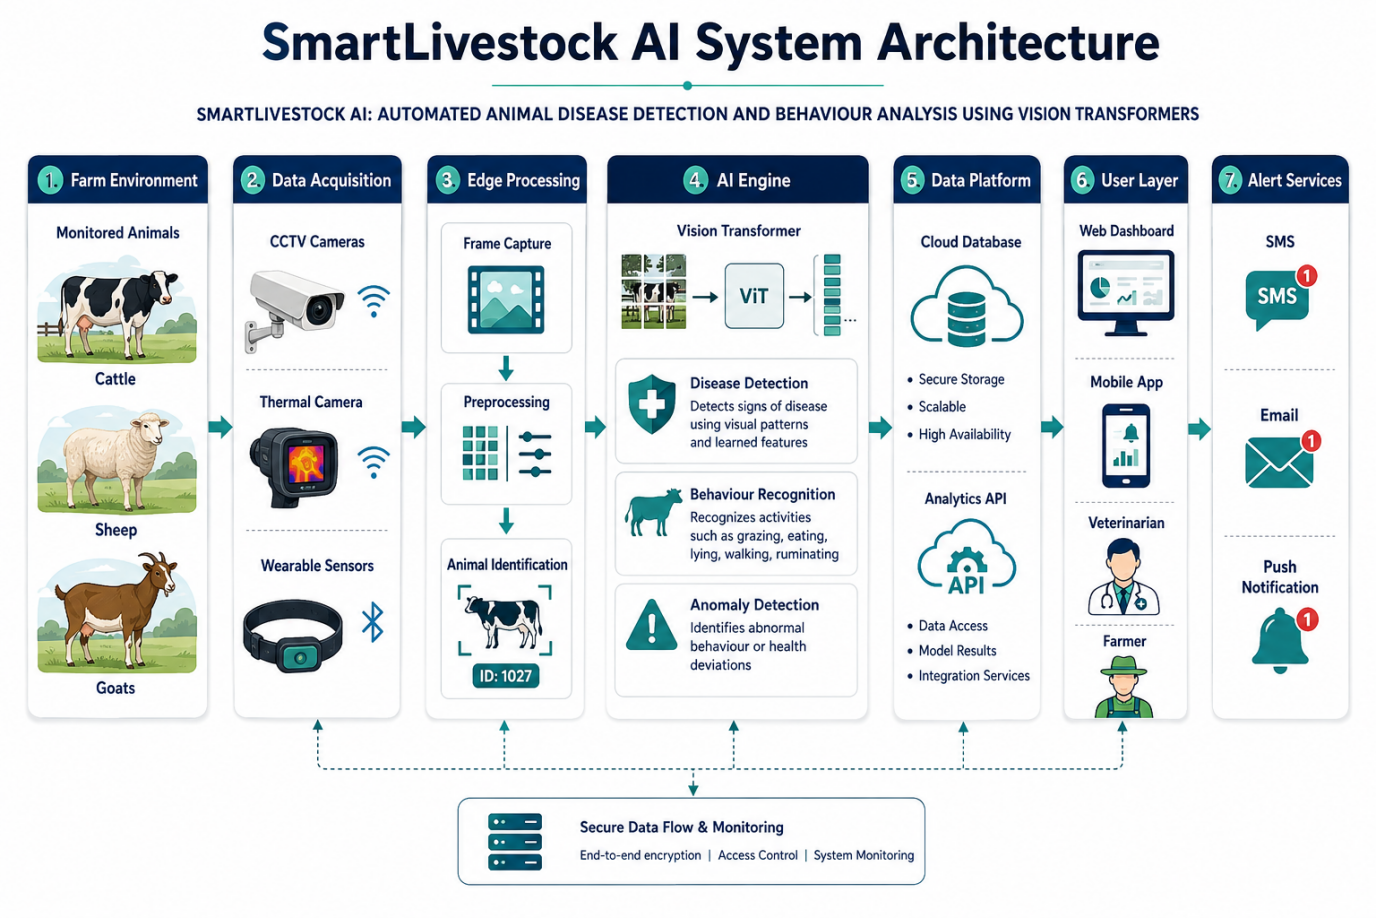 SmartLivestock AI System Architecture
SMARTLIVESTOCK AI: AUTOMATED ANIMAL DISEASE DETECTION AND BEHAVIOUR ANALYSIS USING VISION TRANSFORMERS
1. Farm Environment
Monitored Animals
Cattle
Sheep
Goats
2. Data Acquisition
CCTV Cameras
Thermal Camera
Wearable Sensors
3. Edge Processing
Frame Capture
Preprocessing
Animal Identification
ID: 1027
4. AI Engine
Vision Transformer
ViT
...
Disease Detection
Detects signs of disease
using visual patterns
and learned features
Behaviour Recognition
Recognizes activities
such as grazing, eating,
lying, walking, ruminating
Anomaly Detection
Identifies abnormal
behaviour or health
deviations
5. Data Platform
Cloud Database
• Secure Storage
• Scalable
• High Availability
Analytics API
API
• Data Access
• Model Results
• Integration Services
6. User Layer
Web Dashboard
Mobile App
Veterinarian
Farmer
7. Alert Services
SMS
SMS
1
Email
1
Push
Notification
1
Secure Data Flow & Monitoring
End-to-end encryption | Access Control | System Monitoring